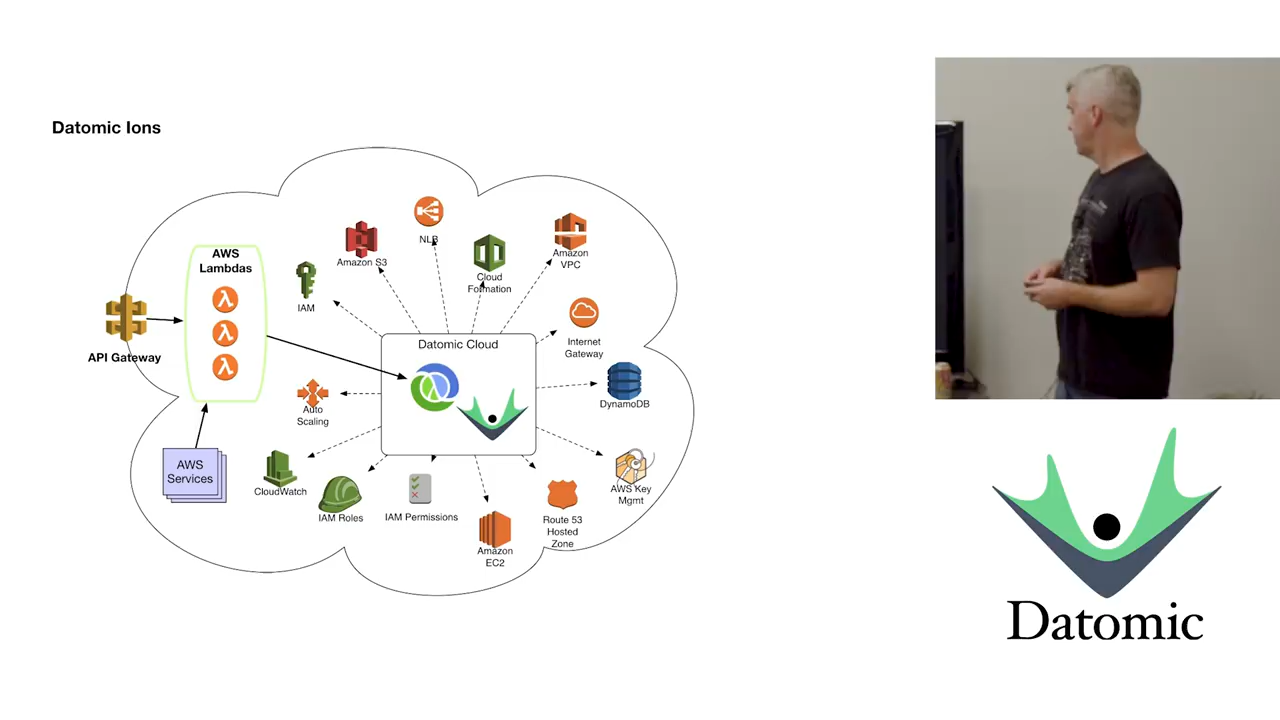 Datomic Ions
AWS
Lambdas
API Gateway
AWS
Services
IAM
Amazon S3
NLB
Cloud
Formation
Amazon
VPC
Internet
Gateway
Datomic Cloud
DynamoDB
Auto
Scaling
CloudWatch
IAM Roles
IAM Permissions
Amazon
EC2
Route 53
Hosted
Zone
AWS Key
Mgmt
Datomic